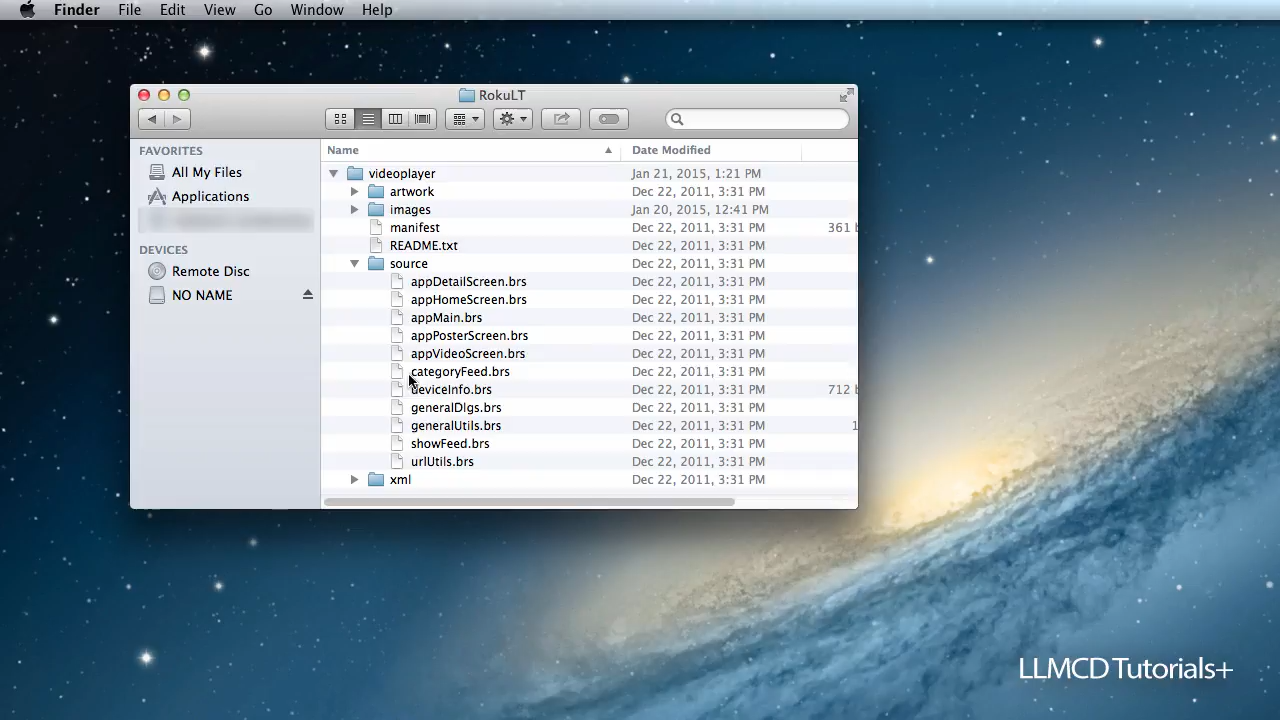 Finder File Edit View Go Window Help
RokuLT
FAVORITES
All My Files
Applications
DEVICES
Remote Disc
NO NAME
Name Date Modified
videoplayer Jan 21, 2015, 1:21 PM
artwork Dec 22, 2011, 3:31 PM
images Jan 20, 2015, 12:41 PM
manifest Dec 22, 2011, 3:31 PM 361 b
README.txt Dec 22, 2011, 3:31 PM
source Dec 22, 2011, 3:31 PM
appDetailScreen.brs Dec 22, 2011, 3:31 PM
appHomeScreen.brs Dec 22, 2011, 3:31 PM
appMain.brs Dec 22, 2011, 3:31 PM
appPosterScreen.brs Dec 22, 2011, 3:31 PM
appVideoScreen.brs Dec 22, 2011, 3:31 PM
categoryFeed.brs Dec 22, 2011, 3:31 PM
deviceInfo.brs Dec 22, 2011, 3:31 PM 712 b
generalDlgs.brs Dec 22, 2011, 3:31 PM
generalUtils.brs Dec 22, 2011, 3:31 PM 1
showFeed.brs Dec 22, 2011, 3:31 PM
urlUtils.brs Dec 22, 2011, 3:31 PM
xml Dec 22, 2011, 3:31 PM
LLMCD Tutorials+